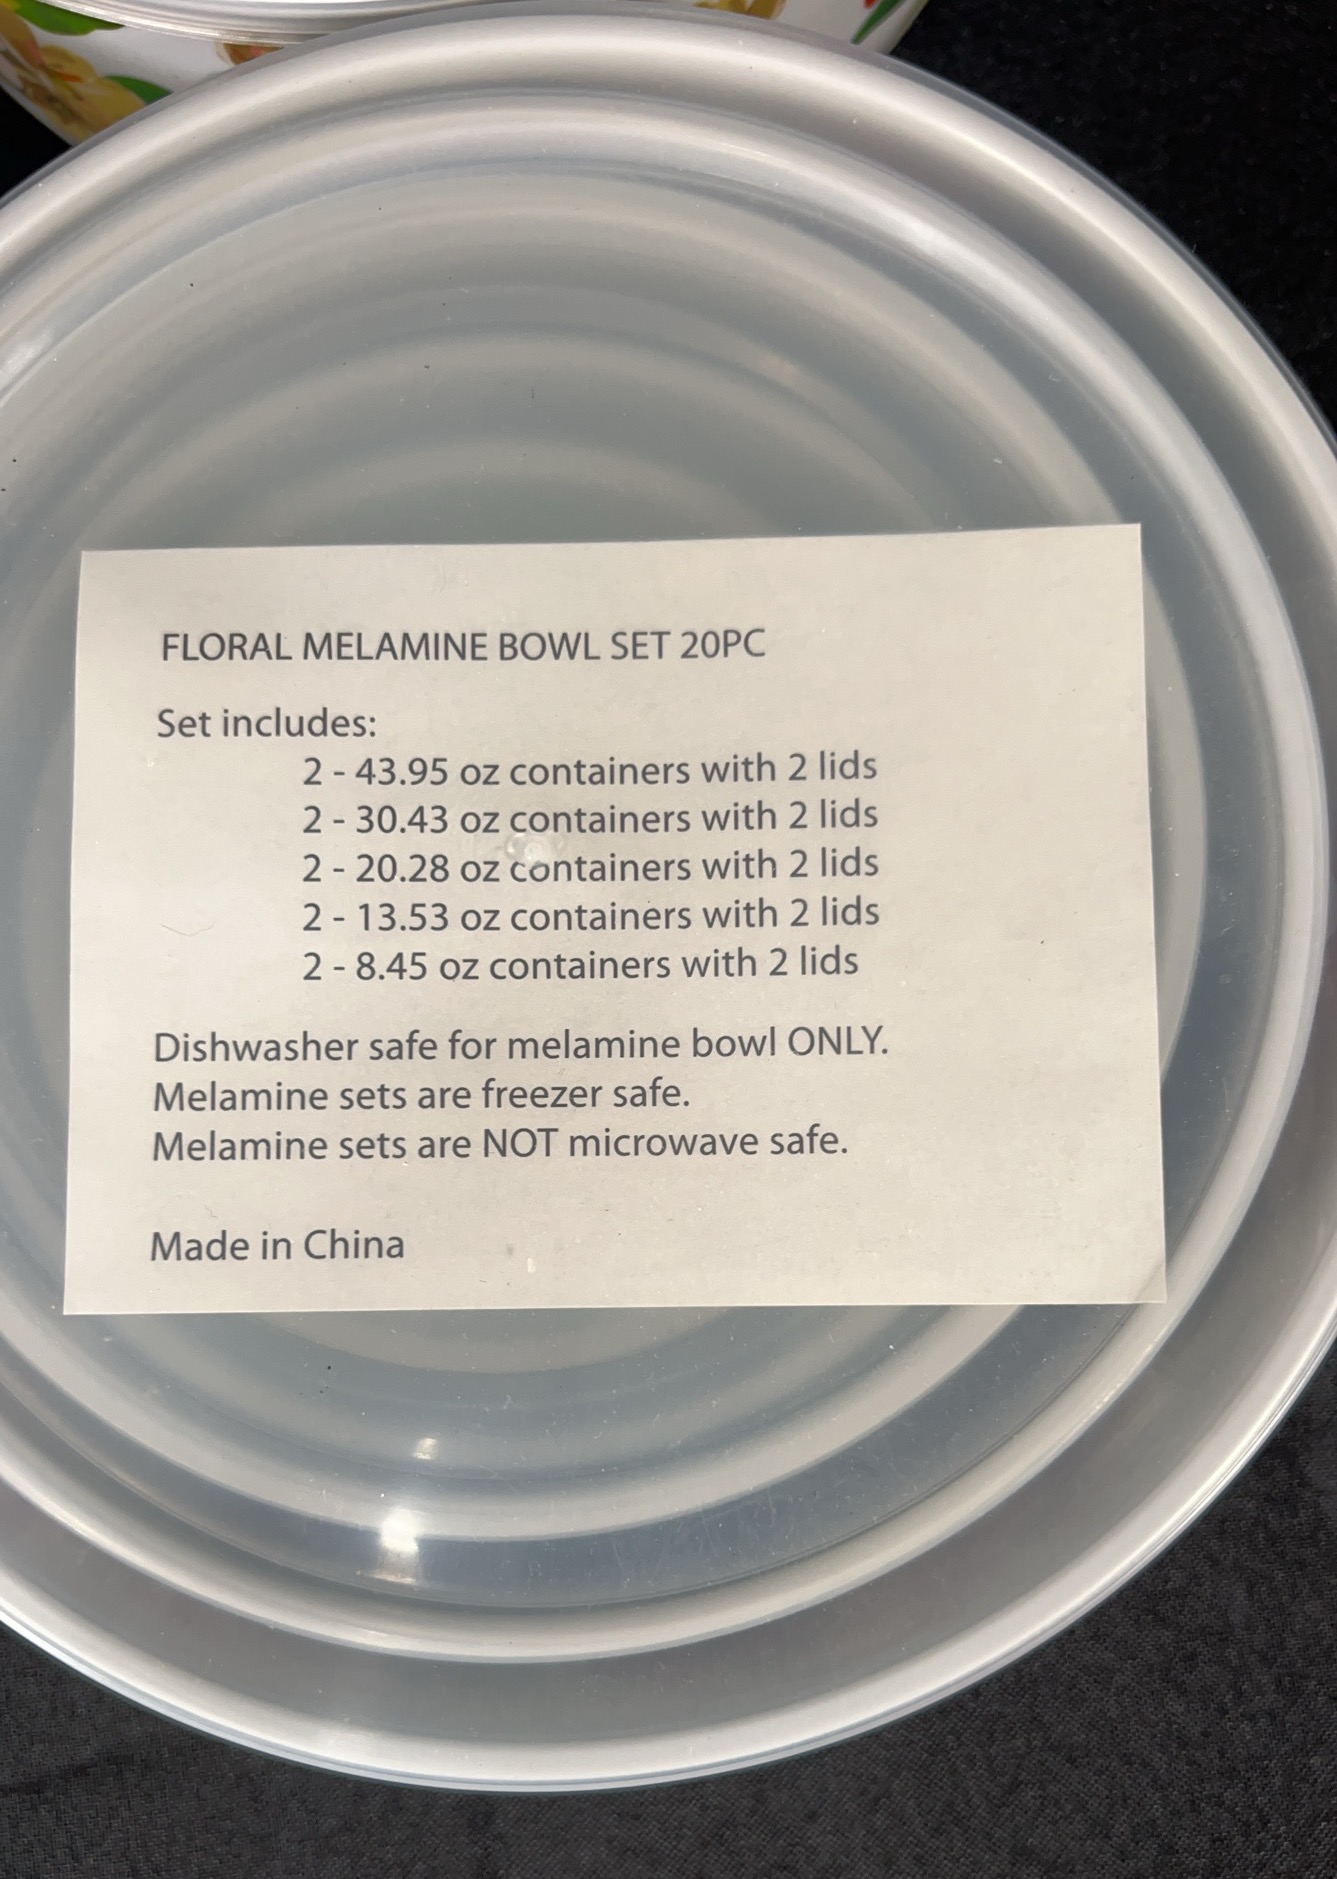 FLORAL MELAMINE BOWL SET 20PC
Set includes:
2 - 43.95 oz containers with 2 lids
2 - 30.43 oz containers with 2 lids
2 - 20.28 oz containers with 2 lids
2 - 13.53 oz containers with 2 lids
2 - 8.45 oz containers with 2 lids
Dishwasher safe for melamine bowl ONLY.
Melamine sets are freezer safe.
Melamine sets are NOT microwave safe.
Made in China